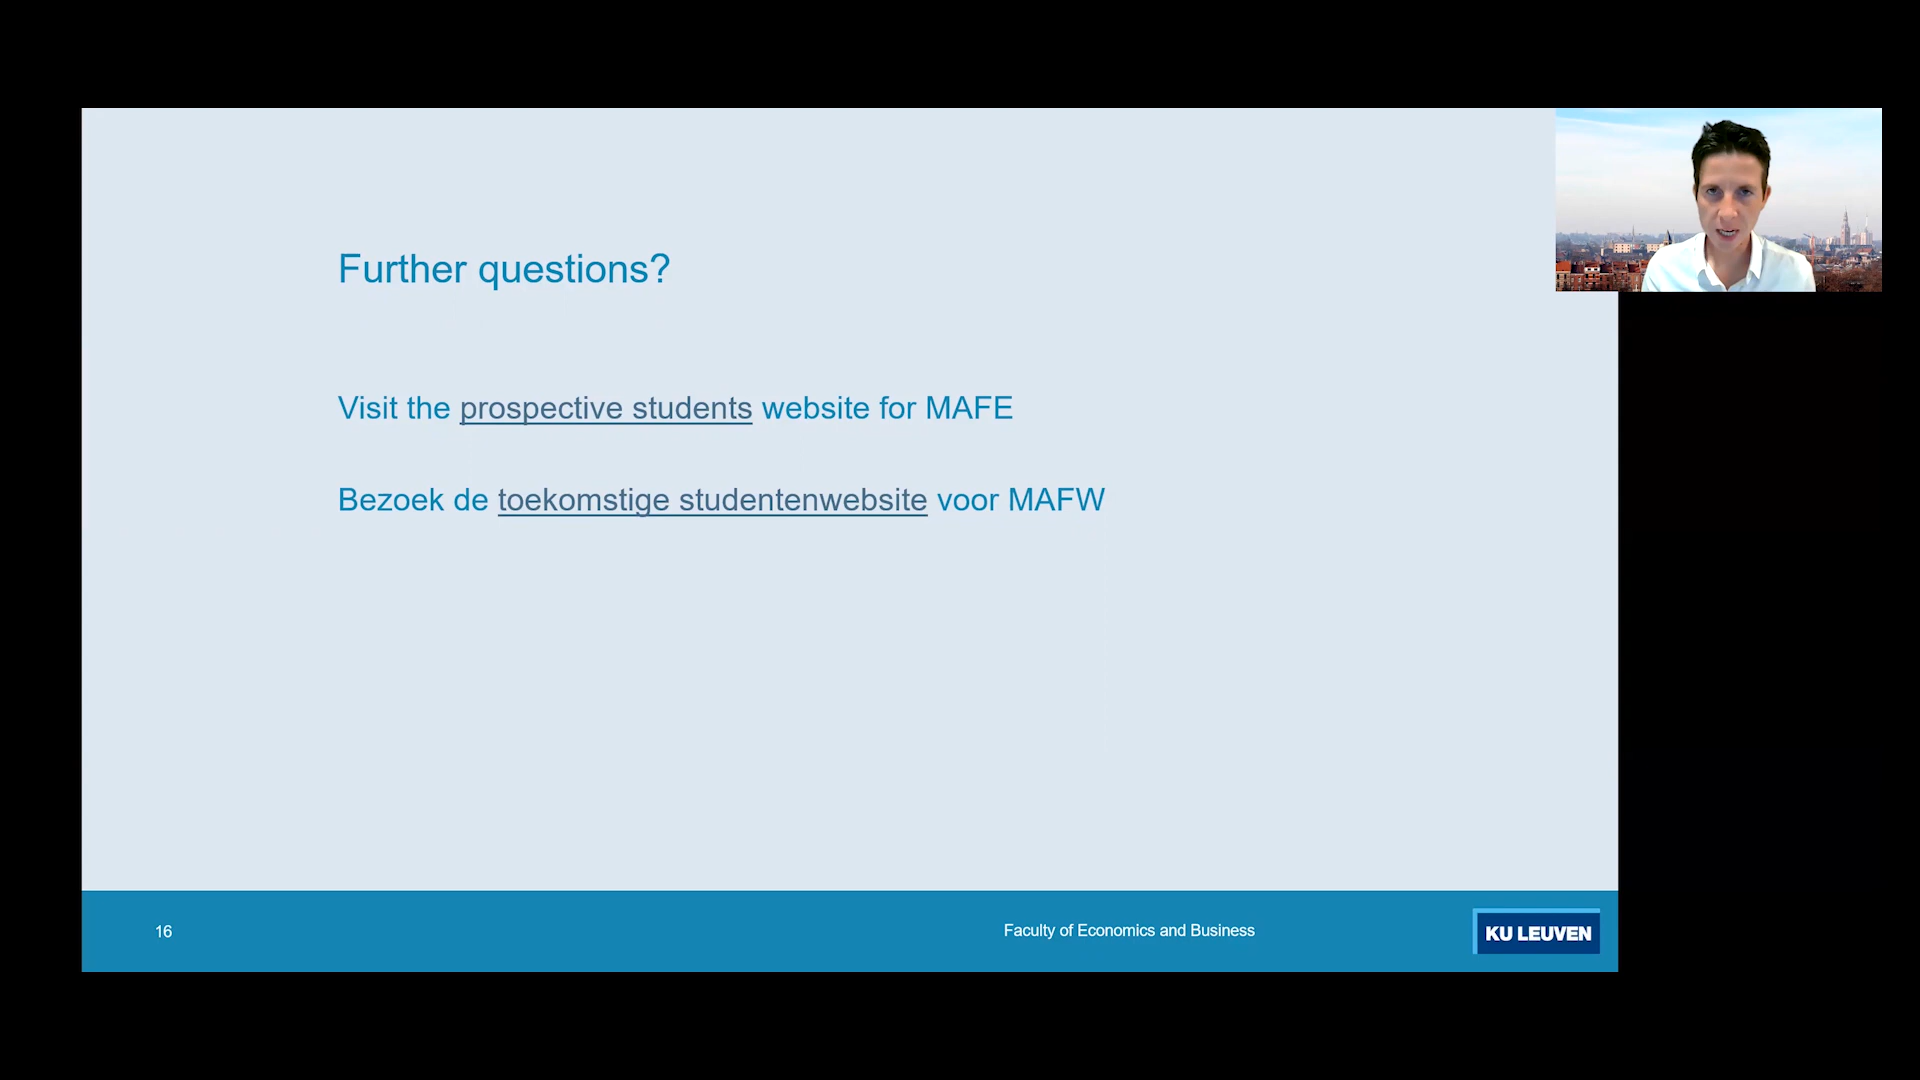 Further questions?
Visit the prospective students website for MAFE
Bezoek de toekomstige studentenwebsite voor MAFW
16
Faculty of Economics and Business
KU LEUVEN